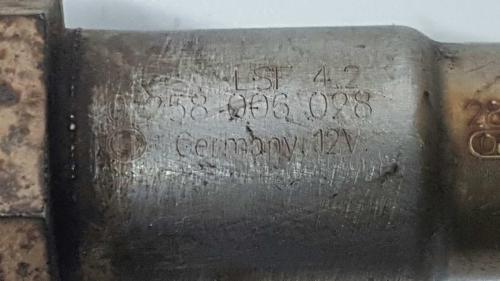 LSF 4.2
0 258 006 028
Germany 12V.